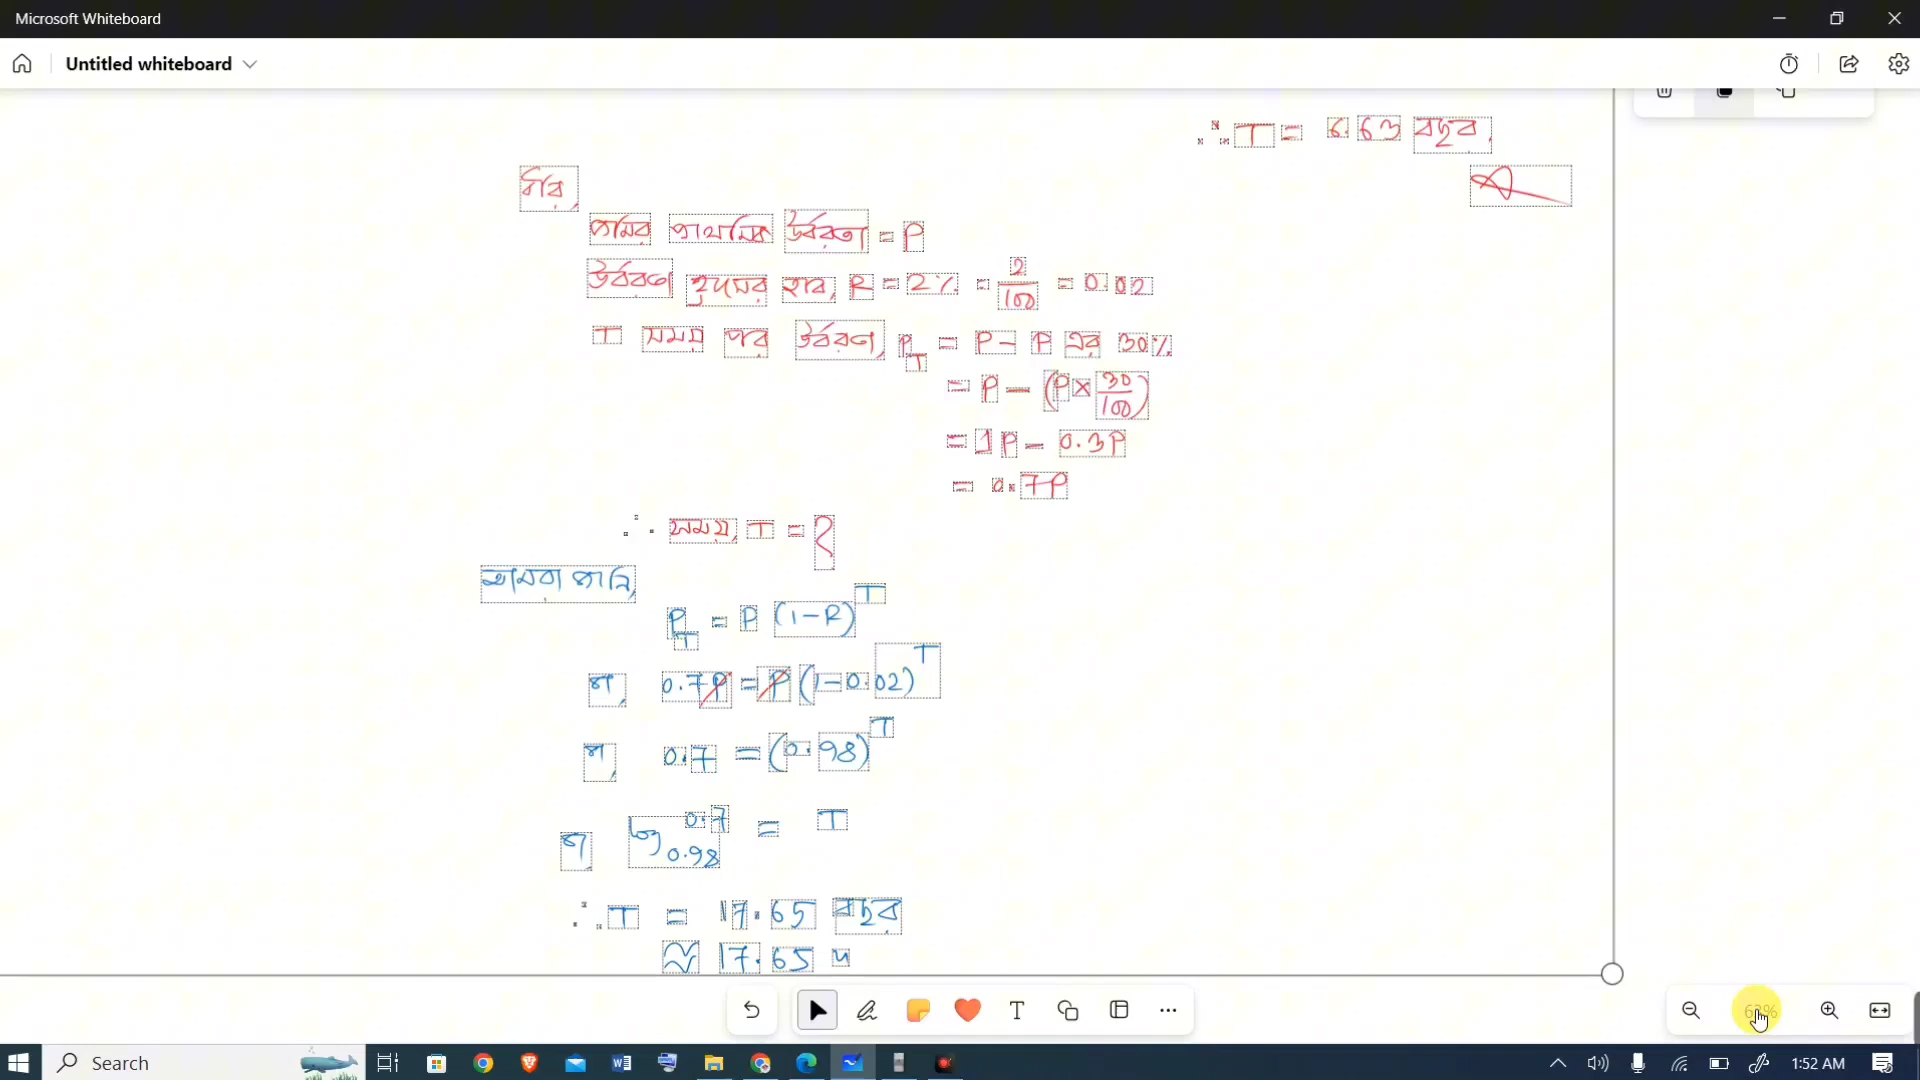 Microsoft Whiteboard
Untitled whiteboard
∴ T = 6.63 বছর
ধরি,
জমির প্রাথমিক উর্বরতা = P
উর্বরতা হ্রাসের হার, R = 2% = 2/100 = 0.02
T সময় পর উর্বরতা, P_T = P - P এর 30%
= P - (P × 30/100)
= 1P - 0.3P
= 0.7P
∴ সময়, T = ?
আমরা জানি,
P_T = P (1-R)^T
বা, 0.7P = P (1-0.02)^T
বা, 0.7 = (0.98)^T
বা, log_0.98 0.7 = T
∴ T = 17.65 বছর
≈ 17.65 "
63%
Search
1:52 AM